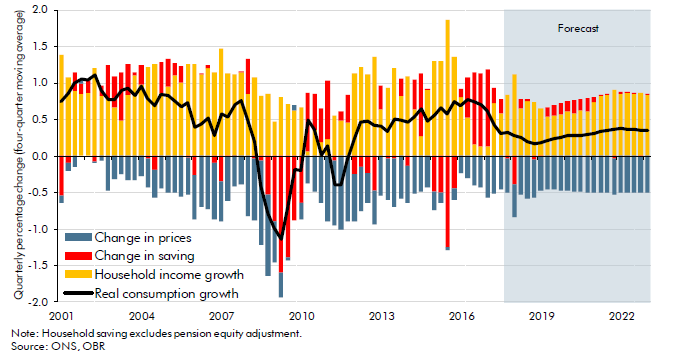 Quarterly percentage change (four-quarter moving average)
2.0
1.5
1.0
0.5
0.0
-0.5
-1.0
-1.5
-2.0
Forecast
Change in prices
Change in saving
Household income growth
Real consumption growth
2001 2004 2007 2010 2013 2016 2019 2022
Note: Household saving excludes pension equity adjustment.
Source: ONS, OBR